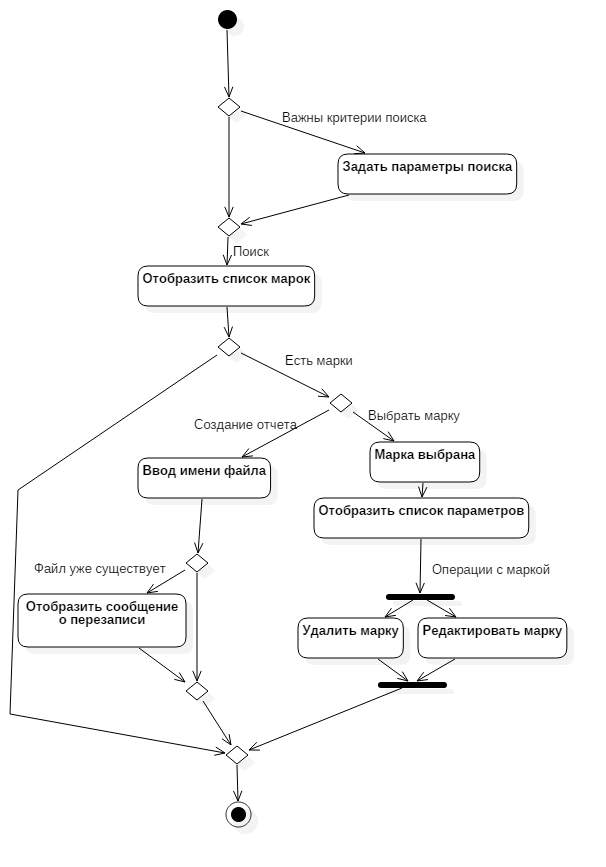 Важны критерии поиска
Задать параметры поиска
Поиск
Отобразить список марок
Есть марки
Выбрать марку
Создание отчета
Марка выбрана
Ввод имени файла
Отобразить список параметров
Файл уже существует
Операции с маркой
Отобразить сообщение
о перезаписи
Удалить марку
Редактировать марку